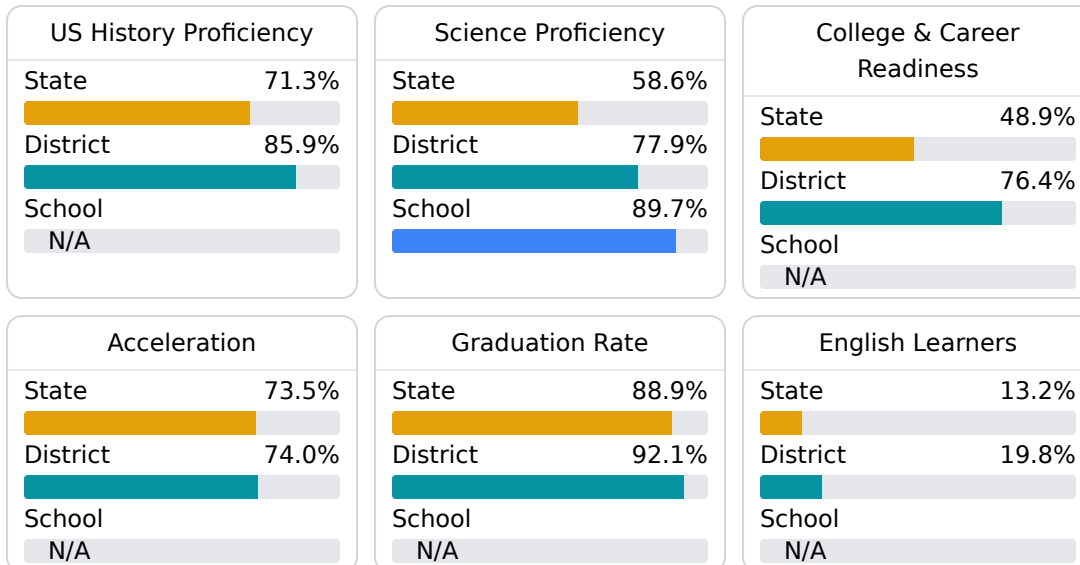 US History Proficiency
State 71.3%
District 85.9%
School
N/A
Science Proficiency
State 58.6%
District 77.9%
School 89.7%
College & Career
Readiness
State 48.9%
District 76.4%
School
N/A
Acceleration
State 73.5%
District 74.0%
School
N/A
Graduation Rate
State 88.9%
District 92.1%
School
N/A
English Learners
State 13.2%
District 19.8%
School
N/A